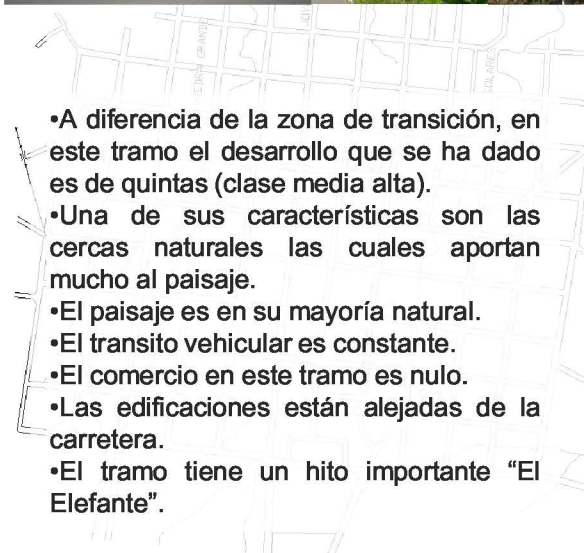 •A diferencia de la zona de transición, en
este tramo el desarrollo que se ha dado
es de quintas (clase media alta).
•Una de sus características son las
cercas naturales las cuales aportan
mucho al paisaje.
•El paisaje es en su mayoría natural.
•El transito vehicular es constante.
•El comercio en este tramo es nulo.
•Las edificaciones están alejadas de la
carretera.
•El tramo tiene un hito importante “El
Elefante”.